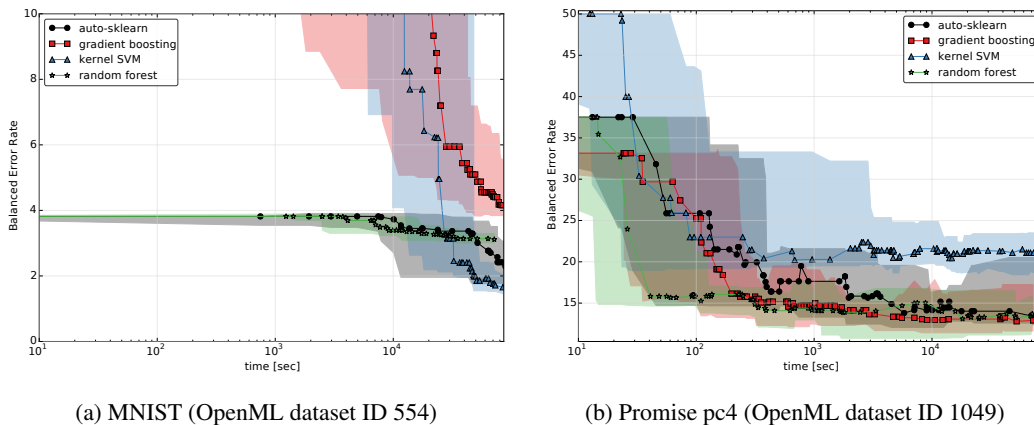 10
8
6
4
2
0
Balanced Error Rate
auto-sklearn
gradient boosting
kernel SVM
random forest
10^1
10^2
10^3
10^4
time [sec]
(a) MNIST (OpenML dataset ID 554)
50
45
40
35
30
25
20
15
Balanced Error Rate
auto-sklearn
gradient boosting
kernel SVM
random forest
10^1
10^2
10^3
10^4
time [sec]
(b) Promise pc4 (OpenML dataset ID 1049)